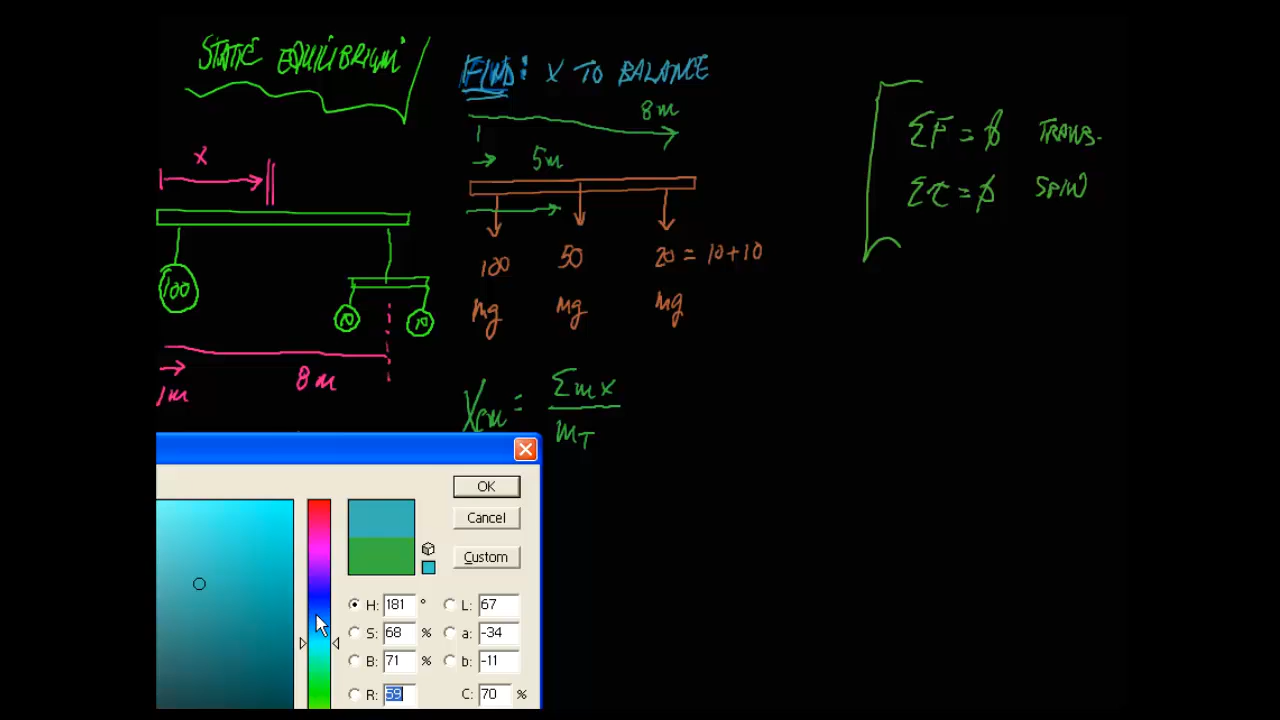 STATIC EQUILIBRIUM
FIND: X TO BALANCE
8m
1
5m
X
ΣF = ∅ TRANS.
Στ = ∅ SPIN
100 50 20 = 10+10
Mg Mg Mg
100
10 10
8m
1m
Xcm = Σmx / mT
OK
Cancel
Custom
H: 181 ° L: 67
S: 68 % a: -34
B: 71 % b: -11
R: 59 C: 70 %